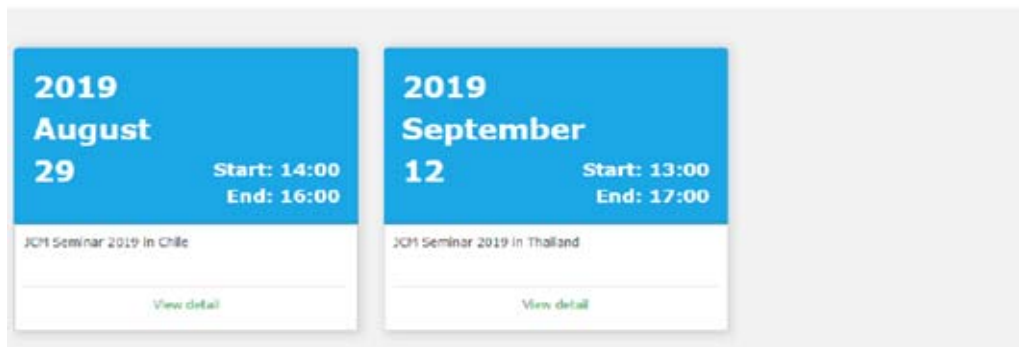 2019
August
29
Start: 14:00
End: 16:00
JCM Seminar 2019 in Chile
View detail
2019
September
12
Start: 13:00
End: 17:00
JCM Seminar 2019 in Thailand
View detail